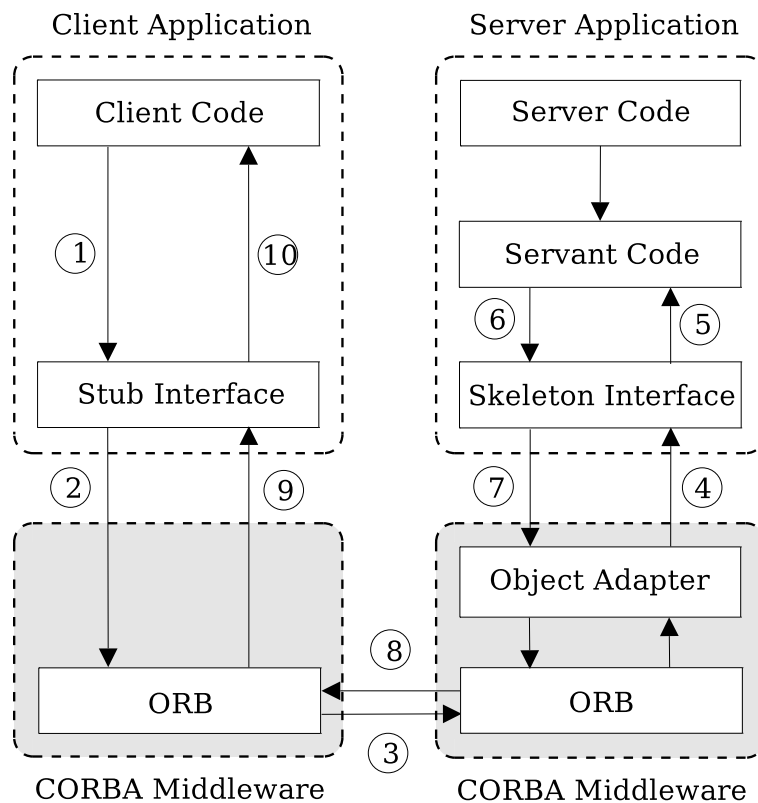 Client Application
Server Application
Client Code
Server Code
1
10
Servant Code
6
5
Stub Interface
Skeleton Interface
2
9
7
4
Object Adapter
8
ORB
ORB
3
CORBA Middleware
CORBA Middleware